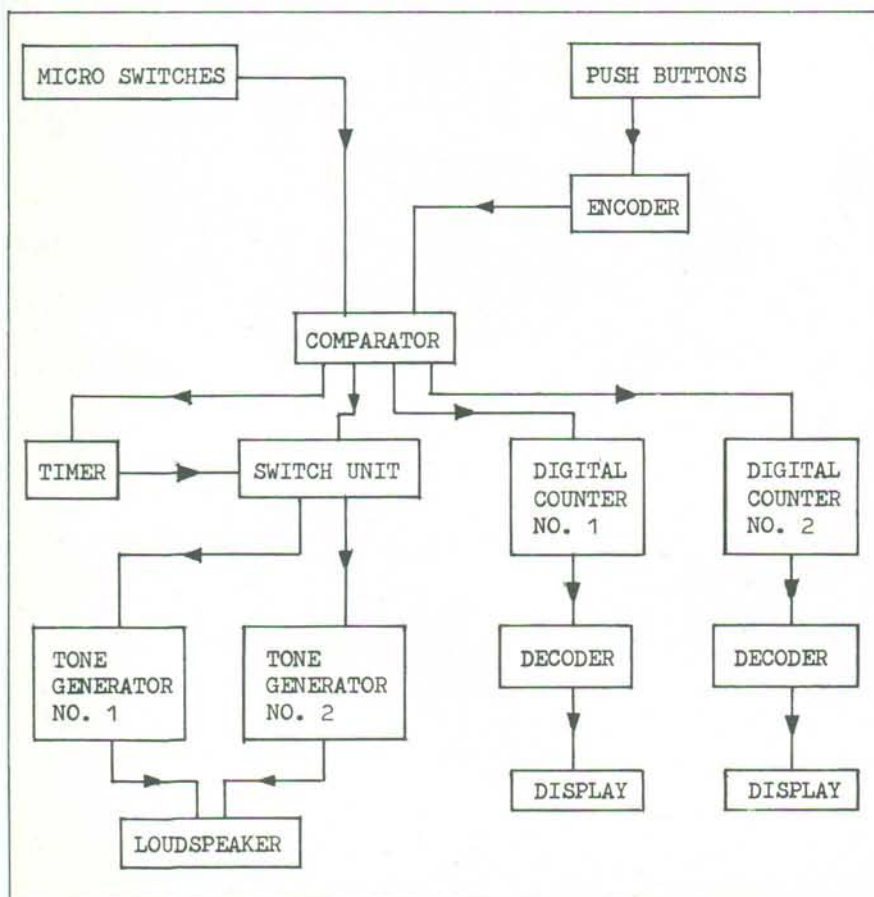 MICRO SWITCHES
PUSH BUTTONS
ENCODER
COMPARATOR
TIMER
SWITCH UNIT
DIGITAL
COUNTER
NO. 1
DIGITAL
COUNTER
NO. 2
TONE
GENERATOR
NO. 1
TONE
GENERATOR
NO. 2
DECODER
DECODER
DISPLAY
DISPLAY
LOUDSPEAKER